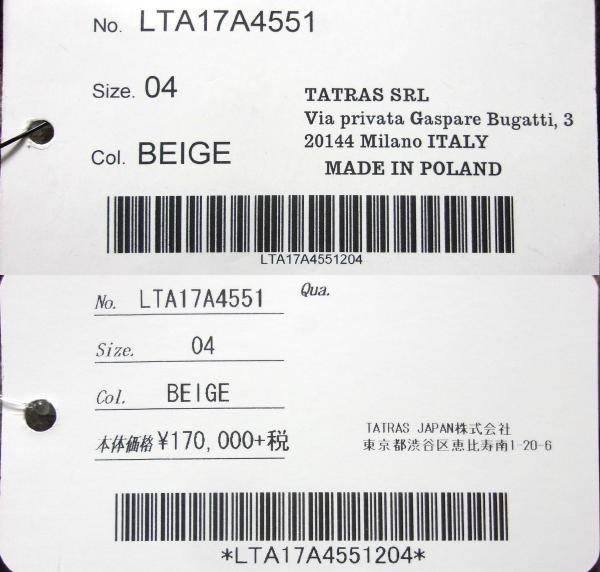 No. LTA17A4551
Size. 04
Col. BEIGE
TATRAS SRL
Via privata Gaspare Bugatti, 3
20144 Milano ITALY
MADE IN POLAND
LTA17A4551204
No. LTA17A4551
Qua.
Size. 04
Col. BEIGE
本体価格 ¥170,000+税
TATRAS JAPAN株式会社
東京都渋谷区恵比寿南1-20-6
*LTA17A4551204*